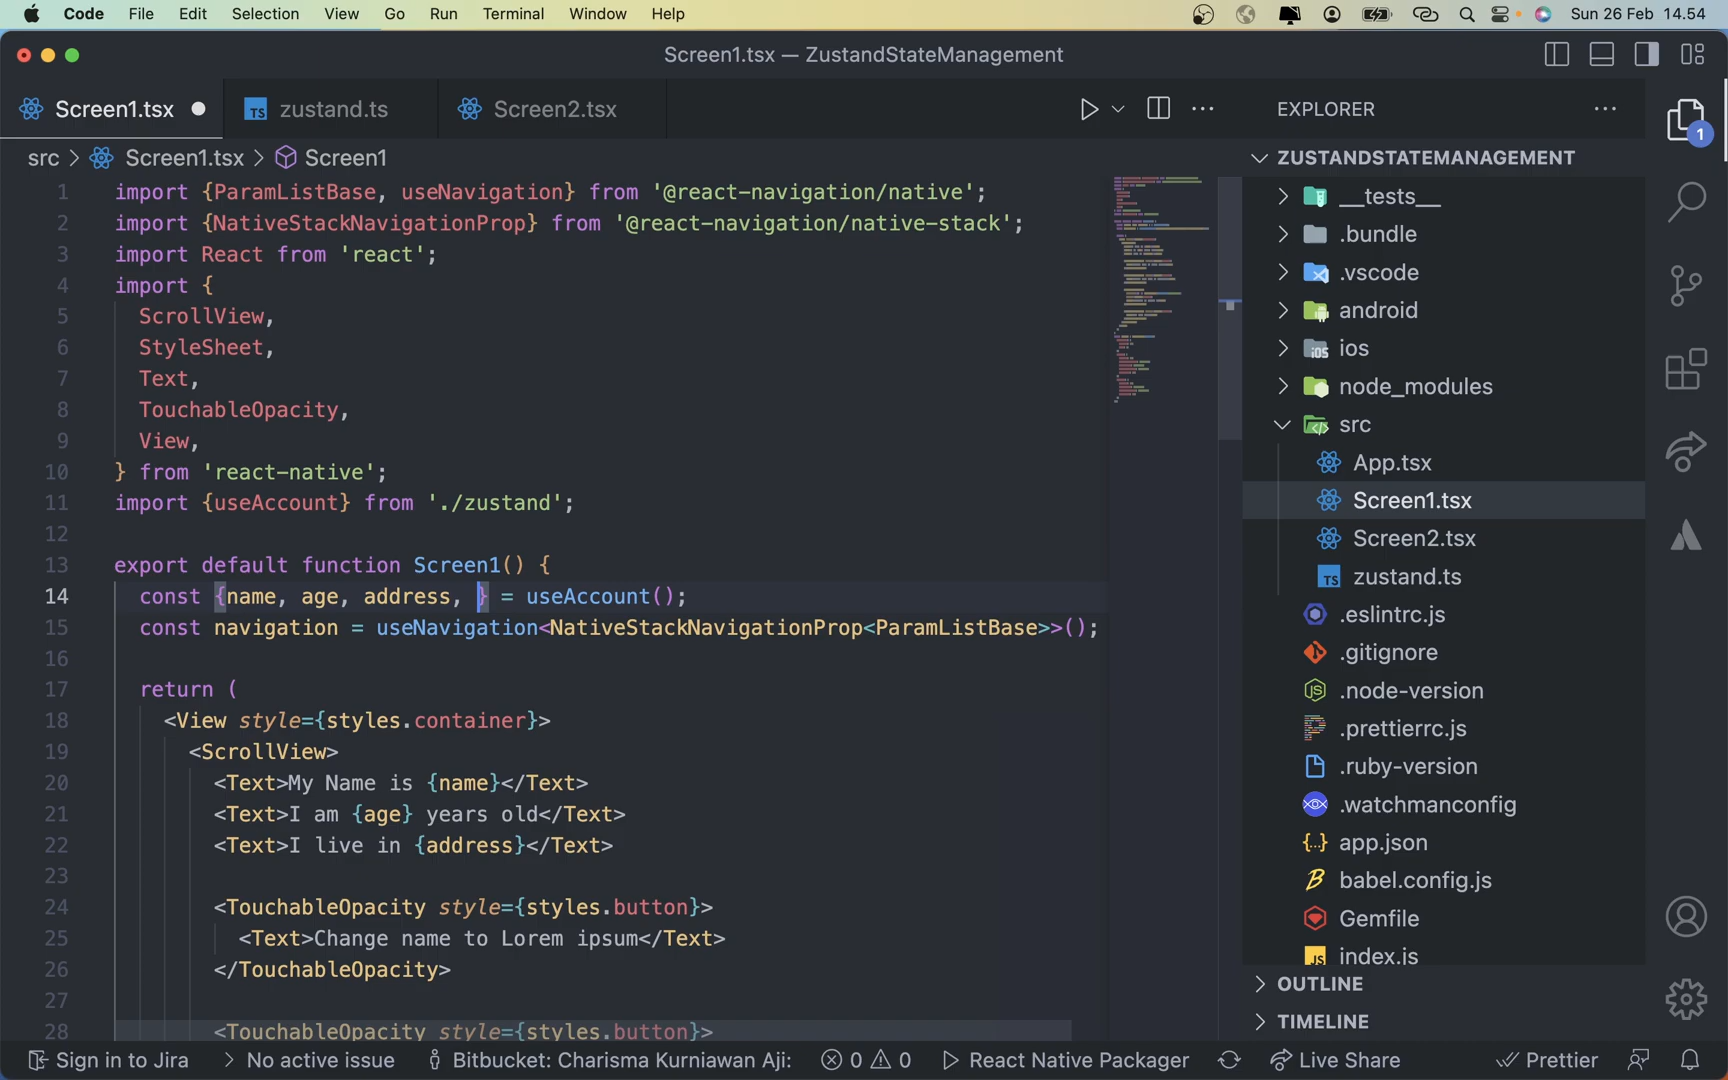 Code File Edit Selection View Go Run Terminal Window Help Sun 26 Feb 14.54
Screen1.tsx — ZustandStateManagement
Screen1.tsx TS zustand.ts Screen2.tsx
src > Screen1.tsx > Screen1
1 import {ParamListBase, useNavigation} from '@react-navigation/native';
2 import {NativeStackNavigationProp} from '@react-navigation/native-stack';
3 import React from 'react';
4 import {
5 ScrollView,
6 StyleSheet,
7 Text,
8 TouchableOpacity,
9 View,
10 } from 'react-native';
11 import {useAccount} from './zustand';
12
13 export default function Screen1() {
14 const {name, age, address, } = useAccount();
15 const navigation = useNavigation<NativeStackNavigationProp<ParamListBase>>();
16
17 return (
18 <View style={styles.container}>
19 <ScrollView>
20 <Text>My Name is {name}</Text>
21 <Text>I am {age} years old</Text>
22 <Text>I live in {address}</Text>
23
24 <TouchableOpacity style={styles.button}>
25 <Text>Change name to Lorem ipsum</Text>
26 </TouchableOpacity>
27
28 <TouchableOpacity style={styles.button}>
EXPLORER
1
ZUSTANDSTATEMANAGEMENT
__tests__
.bundle
.vscode
android
iOS ios
node_modules
src
App.tsx
Screen1.tsx
Screen2.tsx
TS zustand.ts
.eslintrc.js
.gitignore
JS .node-version
.prettierrc.js
.ruby-version
.watchmanconfig
{..} app.json
B babel.config.js
Gemfile
JS index.js
OUTLINE
TIMELINE
Sign in to Jira > No active issue Bitbucket: Charisma Kurniawan Aji: 0 0 React Native Packager Live Share Prettier